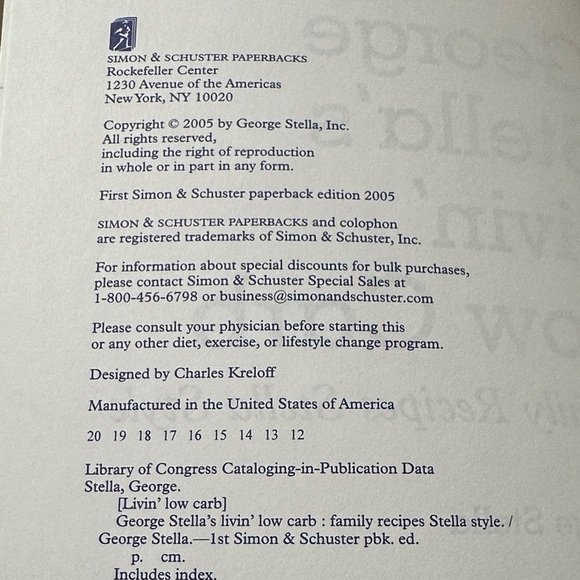 SIMON & SCHUSTER PAPERBACKS
Rockefeller Center
1230 Avenue of the Americas
New York, NY 10020
Copyright © 2005 by George Stella, Inc.
All rights reserved,
including the right of reproduction
in whole or in part in any form.
First Simon & Schuster paperback edition 2005
SIMON & SCHUSTER PAPERBACKS and colophon
are registered trademarks of Simon & Schuster, Inc.
For information about special discounts for bulk purchases,
please contact Simon & Schuster Special Sales at
1-800-456-6798 or business@simonandschuster.com
Please consult your physician before starting this
or any other diet, exercise, or lifestyle change program.
Designed by Charles Kreloff
Manufactured in the United States of America
20 19 18 17 16 15 14 13 12
Library of Congress Cataloging-in-Publication Data
Stella, George.
[Livin' low carb]
George Stella's livin' low carb : family recipes Stella style. /
George Stella.—1st Simon & Schuster pbk. ed.
p. cm.
Includes index.